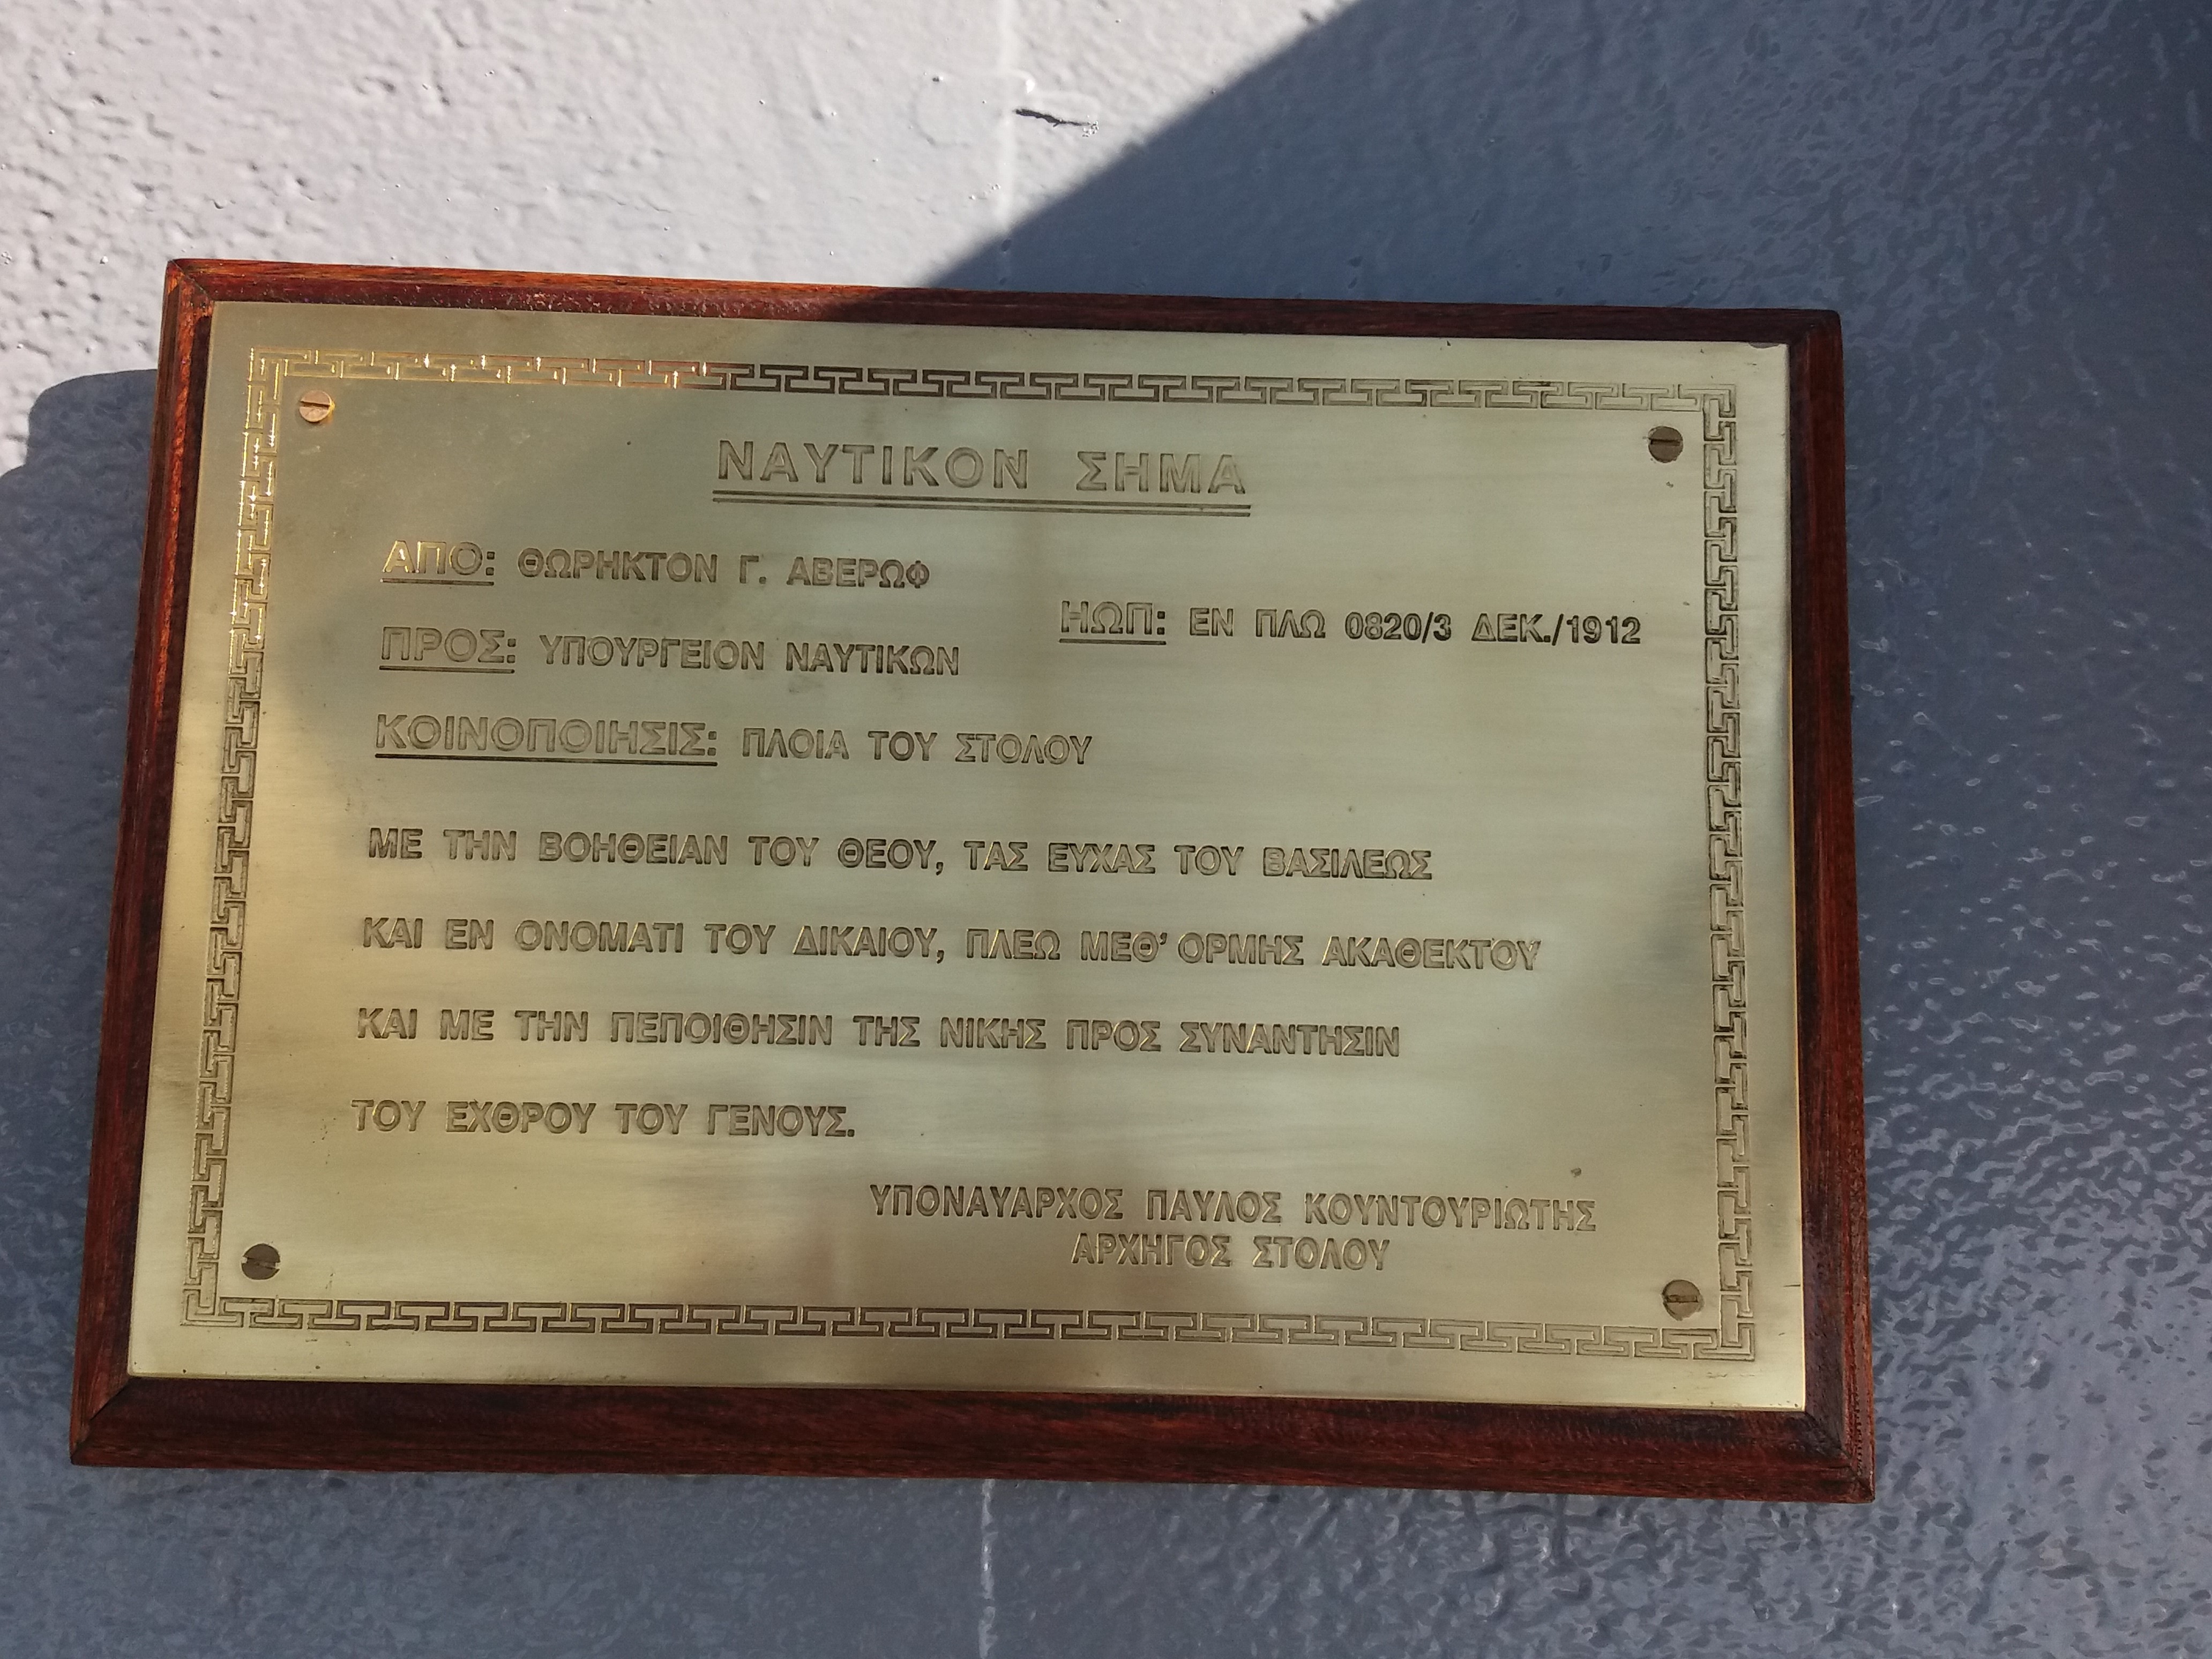 ΝΑΥΤΙΚΟΝ ΣΗΜΑ
ΑΠΟ: ΘΩΡΗΚΤΟΝ Γ. ΑΒΕΡΩΦ
ΗΩΠ: ΕΝ ΠΛΩ 0820/3 ΔΕΚ./1912
ΠΡΟΣ: ΥΠΟΥΡΓΕΙΟΝ ΝΑΥΤΙΚΩΝ
ΚΟΙΝΟΠΟΙΗΣΙΣ: ΠΛΟΙΑ ΤΟΥ ΣΤΟΛΟΥ
ΜΕ ΤΗΝ ΒΟΗΘΕΙΑΝ ΤΟΥ ΘΕΟΥ, ΤΑΣ ΕΥΧΑΣ ΤΟΥ ΒΑΣΙΛΕΩΣ
ΚΑΙ ΕΝ ΟΝΟΜΑΤΙ ΤΟΥ ΔΙΚΑΙΟΥ, ΠΛΕΩ ΜΕΘ' ΟΡΜΗΣ ΑΚΑΘΕΚΤΟΥ
ΚΑΙ ΜΕ ΤΗΝ ΠΕΠΟΙΘΗΣΙΝ ΤΗΣ ΝΙΚΗΣ ΠΡΟΣ ΣΥΝΑΝΤΗΣΙΝ
ΤΟΥ ΕΧΘΡΟΥ ΤΟΥ ΓΕΝΟΥΣ.
ΥΠΟΝΑΥΑΡΧΟΣ ΠΑΥΛΟΣ ΚΟΥΝΤΟΥΡΙΩΤΗΣ
ΑΡΧΗΓΟΣ ΣΤΟΛΟΥ